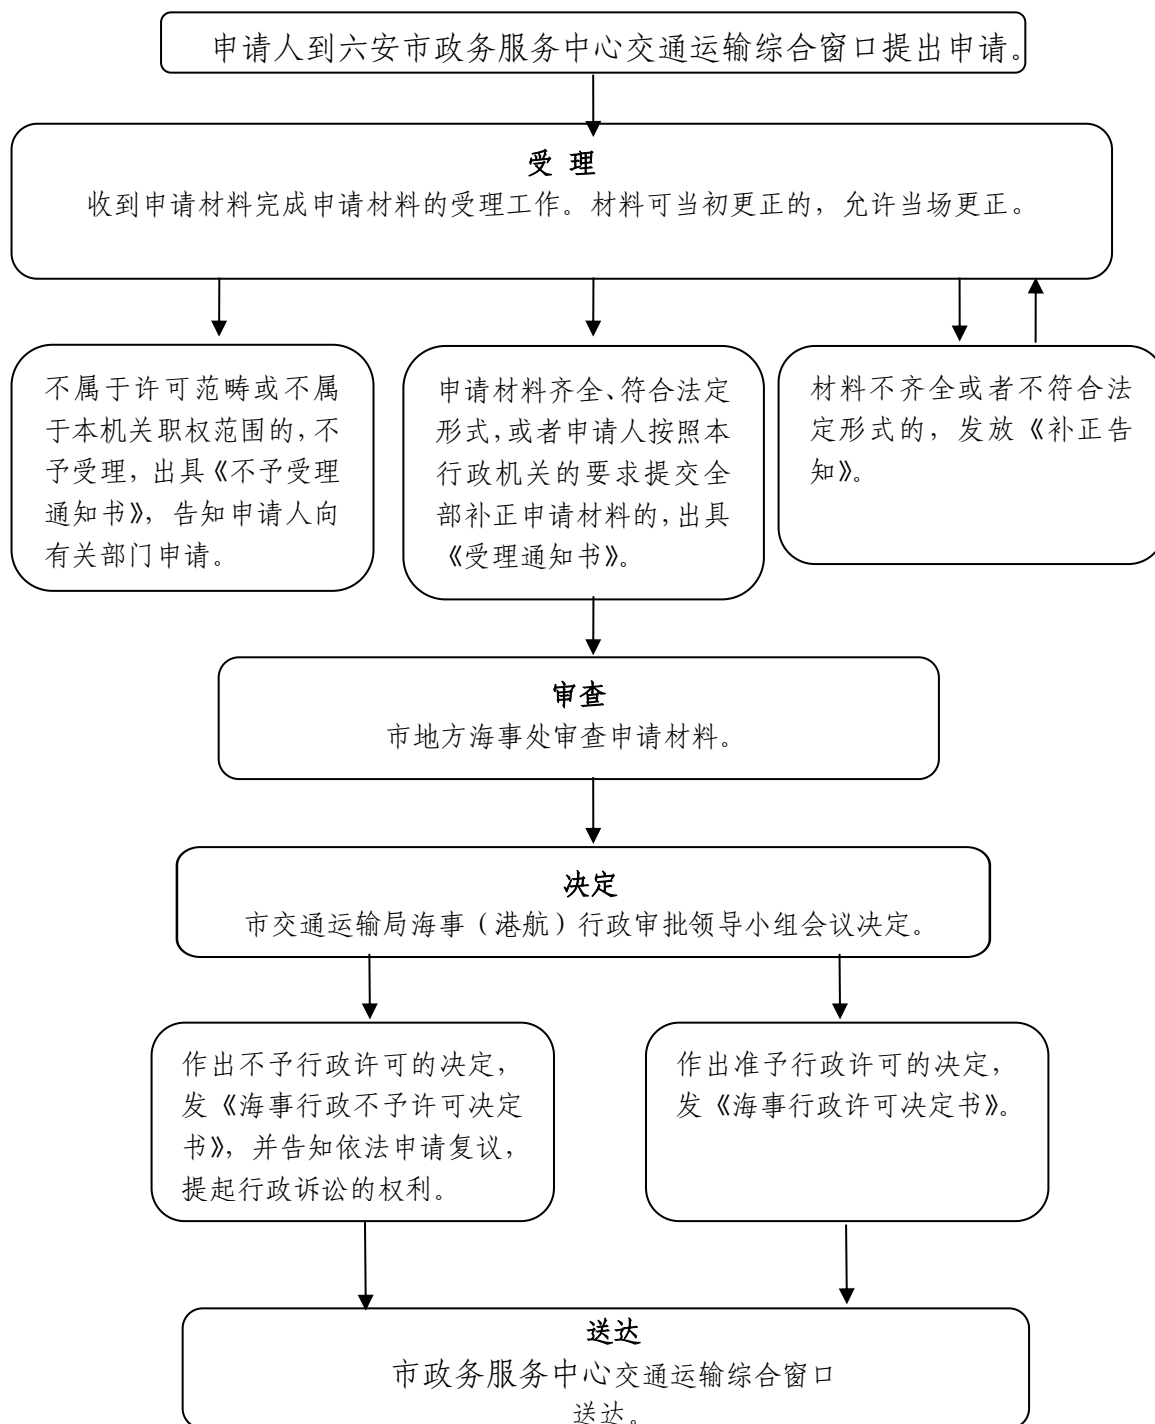 申请人到六安市政务服务中心交通运输综合窗口提出申请。
受 理
收到申请材料完成申请材料的受理工作。材料可当初更正的，允许当场更正。
不属于许可范畴或不属
于本机关职权范围的，不
予受理，出具《不予受理
通知书》，告知申请人向
有关部门申请。
申请材料齐全、符合法定
形式，或者申请人按照本
行政机关的要求提交全
部补正申请材料的，出具
《受理通知书》。
材料不齐全或者不符合法
定形式的，发放《补正告
知》。
审查
市地方海事处审查申请材料。
决定
市交通运输局海事（港航）行政审批领导小组会议决定。
作出不予行政许可的决定，
发《海事行政不予许可决定
书》，并告知依法申请复议，
提起行政诉讼的权利。
作出准予行政许可的决定，
发《海事行政许可决定书》。
送达
市政务服务中心交通运输综合窗口
送达。